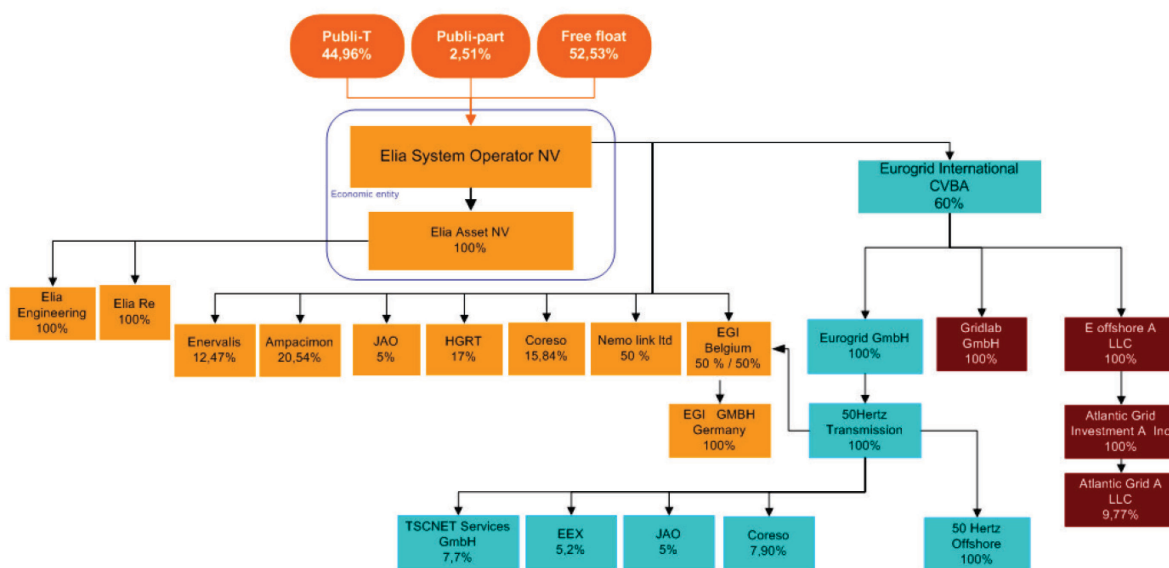 Publi-T
44,96%
Publi-part
2,51%
Free float
52,53%
Elia System Operator NV
Economic entity
Elia Asset NV
100%
Eurogrid International
CVBA
60%
Elia
Engineering
100%
Elia Re
100%
Enervalis
12,47%
Ampacimon
20,54%
JAO
5%
HGRT
17%
Coreso
15,84%
Nemo link ltd
50 %
EGI
Belgium
50 % / 50%
EGI GMBH
Germany
100%
Eurogrid GmbH
100%
Gridlab
GmbH
100%
E offshore A
LLC
100%
50Hertz
Transmission
100%
Atlantic Grid
Investment A Inc
100%
Atlantic Grid A
LLC
9,77%
TSCNET Services
GmbH
7,7%
EEX
5,2%
JAO
5%
Coreso
7,90%
50 Hertz
Offshore
100%